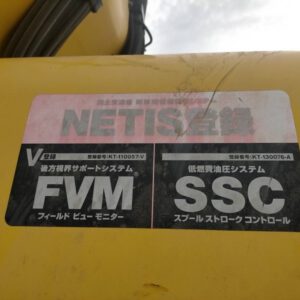 NETIS登録
V登録 登録番号:KT-110057-V
後方視界サポートシステム
FVM
フィールド ビュー モニター
登録番号:KT-130076-A
低燃費油圧システム
SSC
スプール ストローク コントロール